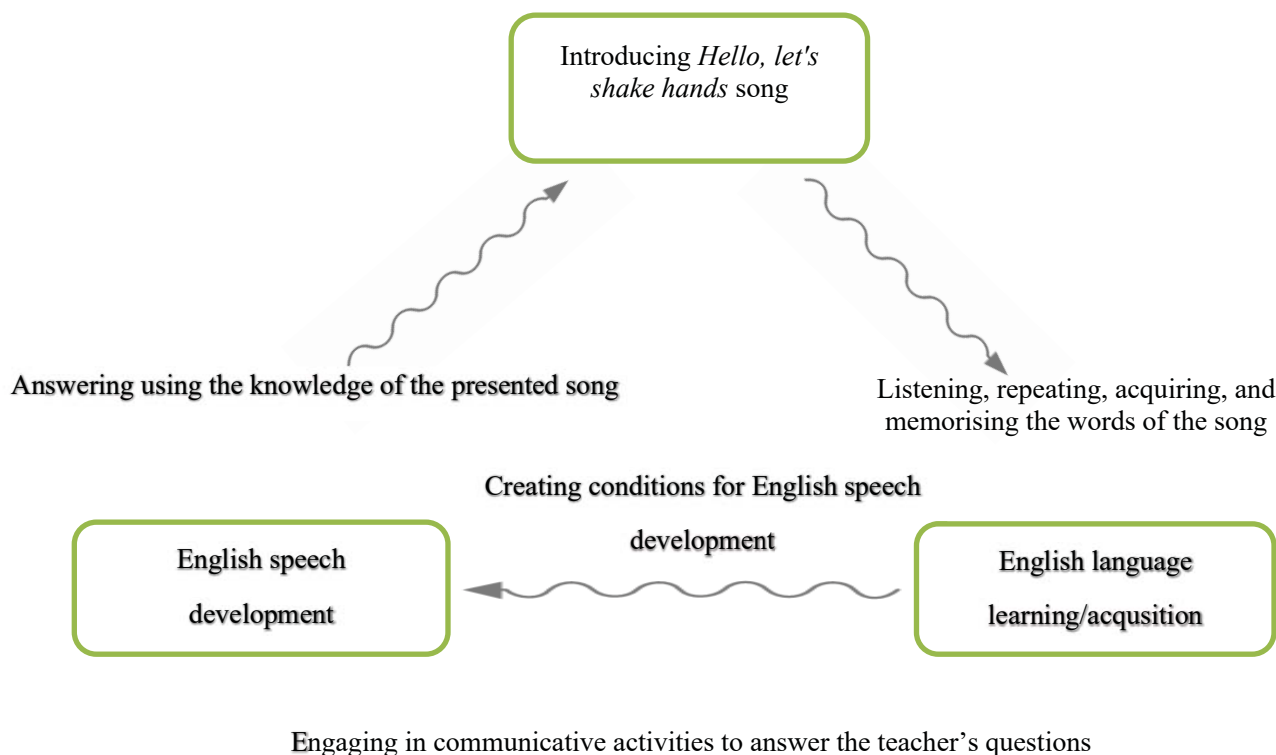 Introducing Hello, let's
shake hands song
Answering using the knowledge of the presented song
Listening, repeating, acquiring, and
memorising the words of the song
Creating conditions for English speech
development
English speech
development
English language
learning/acqusition
Engaging in communicative activities to answer the teacher’s questions